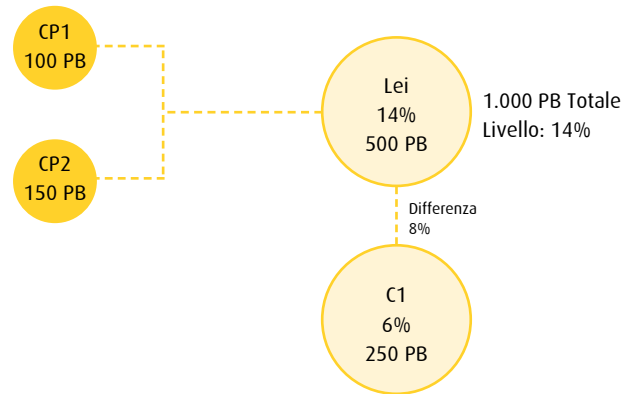 CP1
100 PB
CP2
150 PB
Lei
14%
500 PB
1.000 PB Totale
Livello: 14%
Differenza
8%
C1
6%
250 PB